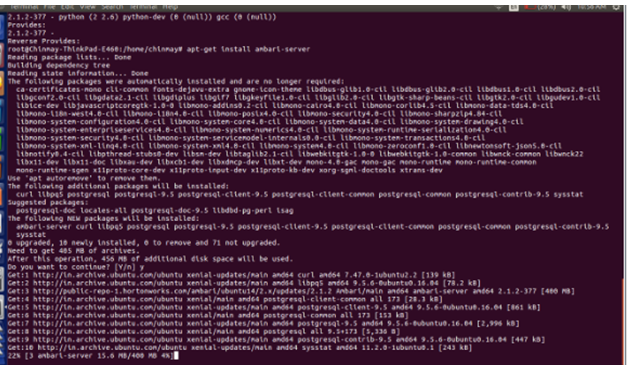 Terminal File Edit View Search Terminal Help
(28%) 10:58 AM
2.1.2-377 - python (2 2.6) python-dev (0 (null)) gcc (0 (null))
Provides:
2.1.2-377 -
Reverse Provides:
root@Chinmay-ThinkPad-E460:/home/chinmay# apt-get install ambari-server
Reading package lists... Done
Building dependency tree
Reading state information... Done
The following packages were automatically installed and are no longer required:
ca-certificates-mono cli-common fonts-dejavu-extra gnome-icon-theme libdbus-glib1.0-cil libdbus-glib2.0-cil libdbus1.0-cil libdbus2.0-cil
libgconf2.0-cil libgdata2.1-cil libgdiplus libgif7 libgkeyfile1.0-cil libglib2.0-cil libgtk-sharp-beans-cil libgtk2.0-cil libgudev1.0-cil
libice-dev libjavascriptcoregtk-1.0-0 libmono-addins0.2-cil libmono-cairo4.0-cil libmono-corlib4.5-cil libmono-data-tds4.0-cil
libmono-i18n-west4.0-cil libmono-i18n4.0-cil libmono-posix4.0-cil libmono-security4.0-cil libmono-sharpzip4.84-cil
libmono-system-configuration4.0-cil libmono-system-core4.0-cil libmono-system-data4.0-cil libmono-system-drawing4.0-cil
libmono-system-enterpriseservices4.0-cil libmono-system-numerics4.0-cil libmono-system-runtime-serialization4.0-cil
libmono-system-security4.0-cil libmono-system-servicemodel-internals0.0-cil libmono-system-transactions4.0-cil
libmono-system-xml-linq4.0-cil libmono-system-xml4.0-cil libmono-system4.0-cil libmono-zeroconf1.0-cil libnewtonsoft-json5.0-cil
libnotify0.4-cil libpthread-stubs0-dev libsm-dev libtaglib2.1-cil libwebkitgtk-1.0-0 libwebkitgtk-1.0-common libwnck-common libwnck22
libx11-dev libx11-doc libxau-dev libxcb1-dev libxdmcp-dev libxt-dev mono-4.0-gac mono-gac mono-runtime mono-runtime-common
mono-runtime-sgen x11proto-core-dev x11proto-input-dev x11proto-kb-dev xorg-sgml-doctools xtrans-dev
Use 'apt autoremove' to remove them.
The following additional packages will be installed:
curl libpq5 postgresql postgresql-9.5 postgresql-client-9.5 postgresql-client-common postgresql-common postgresql-contrib-9.5 sysstat
Suggested packages:
postgresql-doc locales-all postgresql-doc-9.5 libdbd-pg-perl isag
The following NEW packages will be installed:
ambari-server curl libpq5 postgresql postgresql-9.5 postgresql-client-9.5 postgresql-client-common postgresql-common postgresql-contrib-9.5
sysstat
0 upgraded, 10 newly installed, 0 to remove and 71 not upgraded.
Need to get 405 MB of archives.
After this operation, 456 MB of additional disk space will be used.
Do you want to continue? [Y/n] y
Get:1 http://in.archive.ubuntu.com/ubuntu xenial-updates/main amd64 curl amd64 7.47.0-1ubuntu2.2 [139 kB]
Get:2 http://in.archive.ubuntu.com/ubuntu xenial-updates/main amd64 libpq5 amd64 9.5.6-0ubuntu0.16.04 [78.2 kB]
Get:3 http://public-repo-1.hortonworks.com/ambari/ubuntu14/2.x/updates/2.1.2 Ambari/main amd64 ambari-server amd64 2.1.2-377 [400 MB]
Get:4 http://in.archive.ubuntu.com/ubuntu xenial/main amd64 postgresql-client-common all 173 [28.3 kB]
Get:5 http://in.archive.ubuntu.com/ubuntu xenial-updates/main amd64 postgresql-client-9.5 amd64 9.5.6-0ubuntu0.16.04 [861 kB]
Get:6 http://in.archive.ubuntu.com/ubuntu xenial/main amd64 postgresql-common all 173 [153 kB]
Get:7 http://in.archive.ubuntu.com/ubuntu xenial-updates/main amd64 postgresql-9.5 amd64 9.5.6-0ubuntu0.16.04 [2,996 kB]
Get:8 http://in.archive.ubuntu.com/ubuntu xenial/main amd64 postgresql all 9.5+173 [5,338 B]
Get:9 http://in.archive.ubuntu.com/ubuntu xenial-updates/main amd64 postgresql-contrib-9.5 amd64 9.5.6-0ubuntu0.16.04 [447 kB]
Get:10 http://in.archive.ubuntu.com/ubuntu xenial-updates/main amd64 sysstat amd64 11.2.0-1ubuntu0.1 [243 kB]
22% [3 ambari-server 15.6 MB/400 MB 4%]